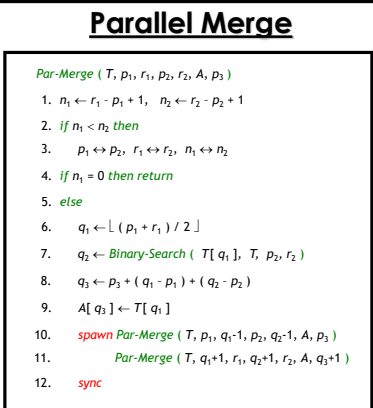 Parallel Merge
Par-Merge ( T, p₁, r₁, p₂, r₂, A, p₃ )
1. n₁ ← r₁ - p₁ + 1, n₂ ← r₂ - p₂ + 1
2. if n₁ < n₂ then
3. p₁ ↔ p₂, r₁ ↔ r₂, n₁ ↔ n₂
4. if n₁ = 0 then return
5. else
6. q₁ ← ⌊ ( p₁ + r₁ ) / 2 ⌋
7. q₂ ← Binary-Search ( T[ q₁ ], T, p₂, r₂ )
8. q₃ ← p₃ + ( q₁ - p₁ ) + ( q₂ - p₂ )
9. A[ q₃ ] ← T[ q₁ ]
10. spawn Par-Merge ( T, p₁, q₁-1, p₂, q₂-1, A, p₃ )
11. Par-Merge ( T, q₁+1, r₁, q₂+1, r₂, A, q₃+1 )
12. sync